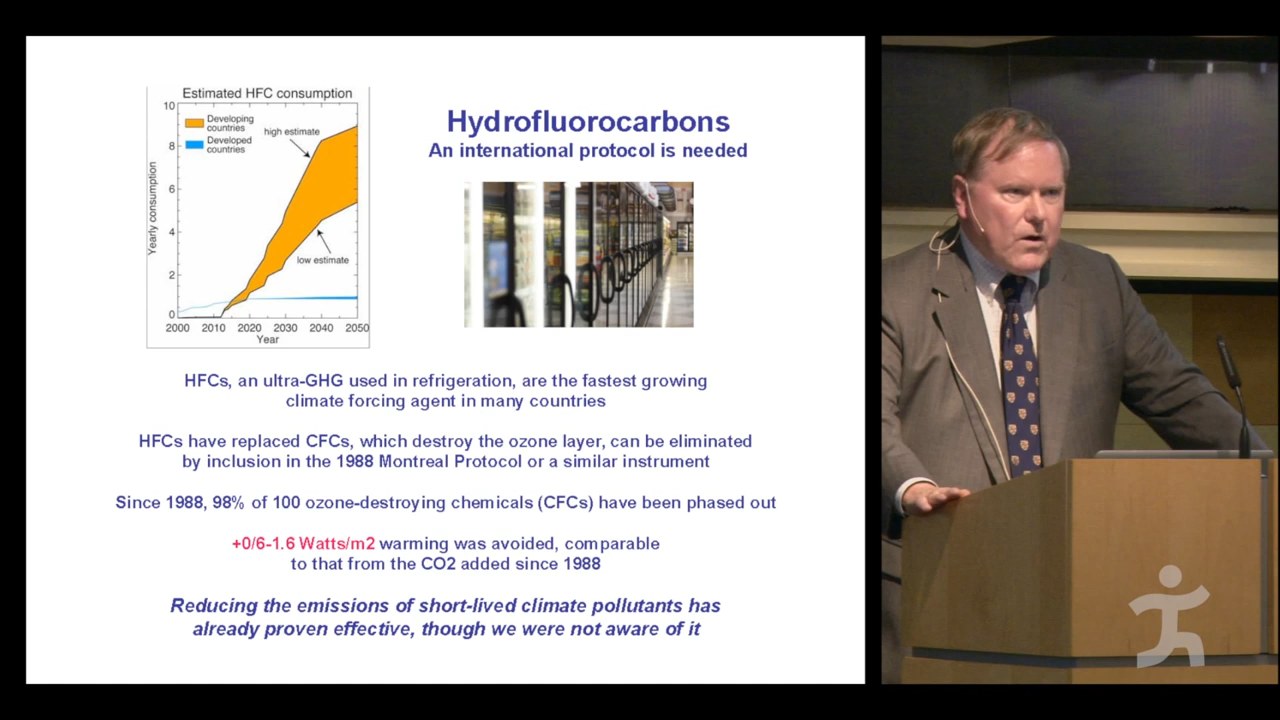 Estimated HFC consumption
10
8
6
4
2
0
Yearly consumption
Developing
countries
Developed
countries
high estimate
low estimate
2000 2010 2020 2030 2040 2050
Year
Hydrofluorocarbons
An international protocol is needed
HFCs, an ultra-GHG used in refrigeration, are the fastest growing
climate forcing agent in many countries
HFCs have replaced CFCs, which destroy the ozone layer, can be eliminated
by inclusion in the 1988 Montreal Protocol or a similar instrument
Since 1988, 98% of 100 ozone-destroying chemicals (CFCs) have been phased out
+0/6-1.6 Watts/m2 warming was avoided, comparable
to that from the CO2 added since 1988
Reducing the emissions of short-lived climate pollutants has
already proven effective, though we were not aware of it